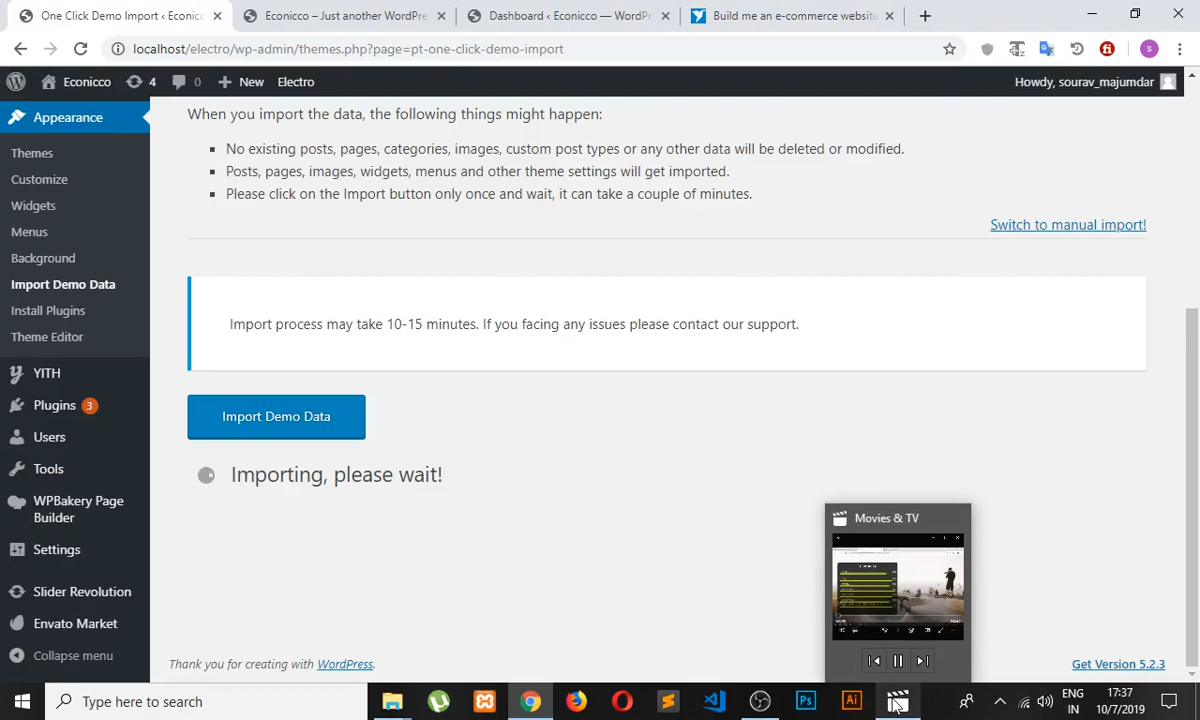 One Click Demo Import ‹ Econicc
Econicco – Just another WordPre
Dashboard ‹ Econicco — WordPr
Build me an e-commerce website
localhost/electro/wp-admin/themes.php?page=pt-one-click-demo-import
s
Econicco
4
0
New
Electro
Howdy, sourav_majumdar
Appearance
Themes
Customize
Widgets
Menus
Background
Import Demo Data
Install Plugins
Theme Editor
YITH
Plugins 3
Users
Tools
WPBakery Page
Builder
Settings
Slider Revolution
Envato Market
Collapse menu
When you import the data, the following things might happen:
No existing posts, pages, categories, images, custom post types or any other data will be deleted or modified.
Posts, pages, images, widgets, menus and other theme settings will get imported.
Please click on the Import button only once and wait, it can take a couple of minutes.
Switch to manual import!
Import process may take 10-15 minutes. If you facing any issues please contact our support.
Import Demo Data
Importing, please wait!
Movies & TV
Thank you for creating with WordPress.
Get Version 5.2.3
Type here to search
Ps
Ai
ENG
IN
17:37
10/7/2019